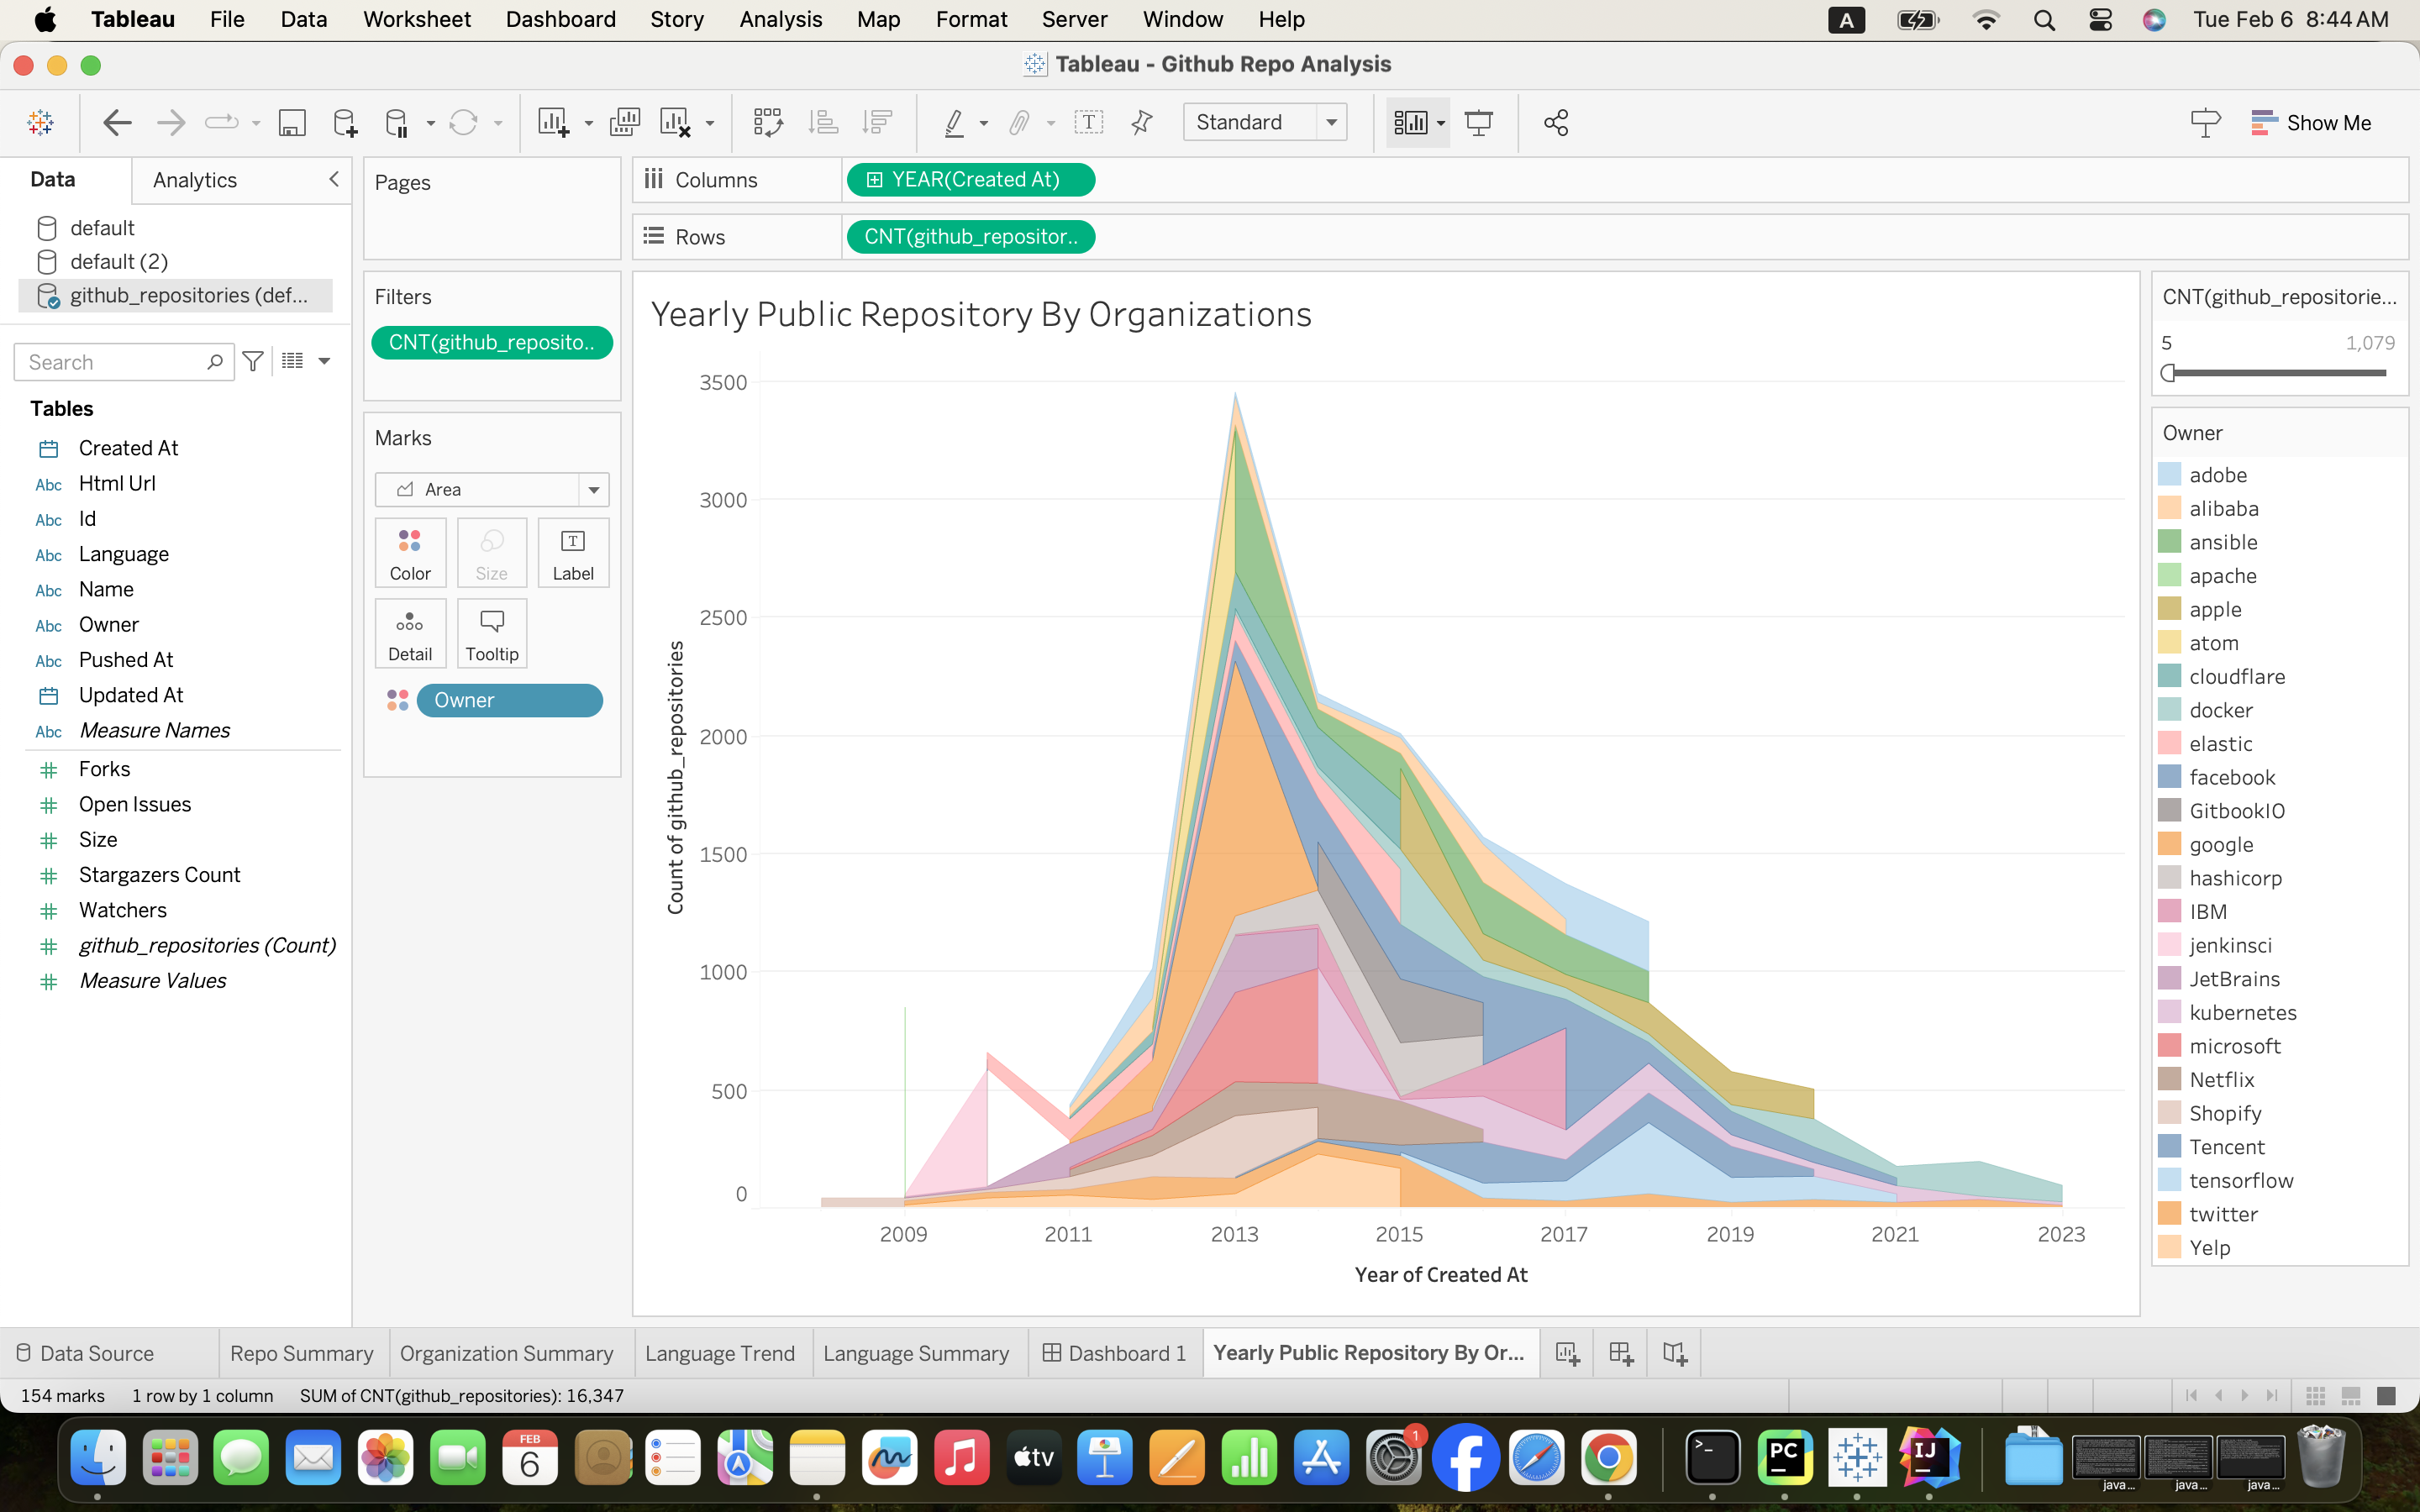 Tableau File Data Worksheet Dashboard Story Analysis Map Format Server Window Help A Tue Feb 6 8:44 AM
Tableau - Github Repo Analysis
Standard
Show Me
Data
Analytics
default
default (2)
github_repositories (def...
Search
Tables
Created At
Abc Html Url
Abc Id
Abc Language
Abc Name
Abc Owner
Abc Pushed At
Updated At
Abc Measure Names
Forks
Open Issues
Size
Stargazers Count
Watchers
github_repositories (Count)
Measure Values
Pages
Filters
CNT(github_reposito..
Marks
Area
Color
Size
Label
Detail
Tooltip
Owner
Columns
YEAR(Created At)
Rows
CNT(github_repositor..
Yearly Public Repository By Organizations
Count of github_repositories
3500
3000
2500
2000
1500
1000
500
0
2009 2011 2013 2015 2017 2019 2021 2023
Year of Created At
CNT(github_repositorie...
5 1,079
Owner
adobe
alibaba
ansible
apache
apple
atom
cloudflare
docker
elastic
facebook
GitbookIO
google
hashicorp
IBM
jenkinsci
JetBrains
kubernetes
microsoft
Netflix
Shopify
Tencent
tensorflow
twitter
Yelp
Data Source
Repo Summary
Organization Summary
Language Trend
Language Summary
Dashboard 1
Yearly Public Repository By Or...
154 marks 1 row by 1 column SUM of CNT(github_repositories): 16,347
FEB
6
tv
1
PC
IJ
java...
java...
java...